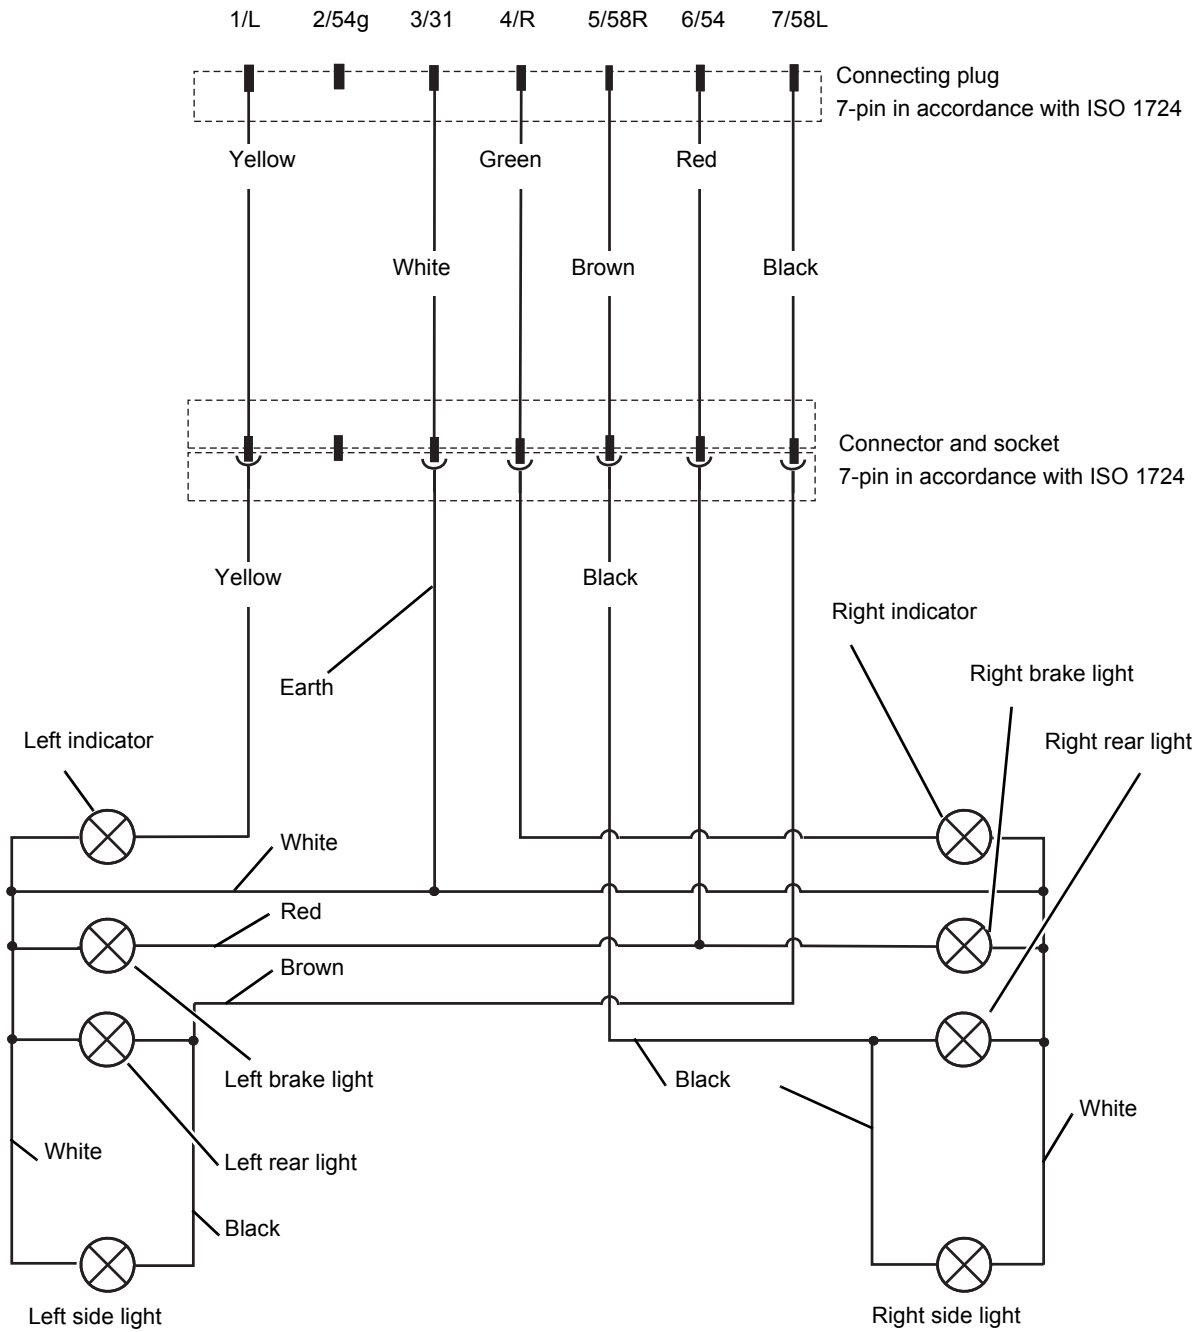 1/L 2/54g 3/31 4/R 5/58R 6/54 7/58L
Connecting plug
7-pin in accordance with ISO 1724
Yellow Green Red
White Brown Black
Connector and socket
7-pin in accordance with ISO 1724
Yellow Black
Right indicator
Right brake light
Earth
Left indicator Right rear light
White
Red
Brown
Left brake light Black
White
White
Left rear light
Black
Left side light Right side light